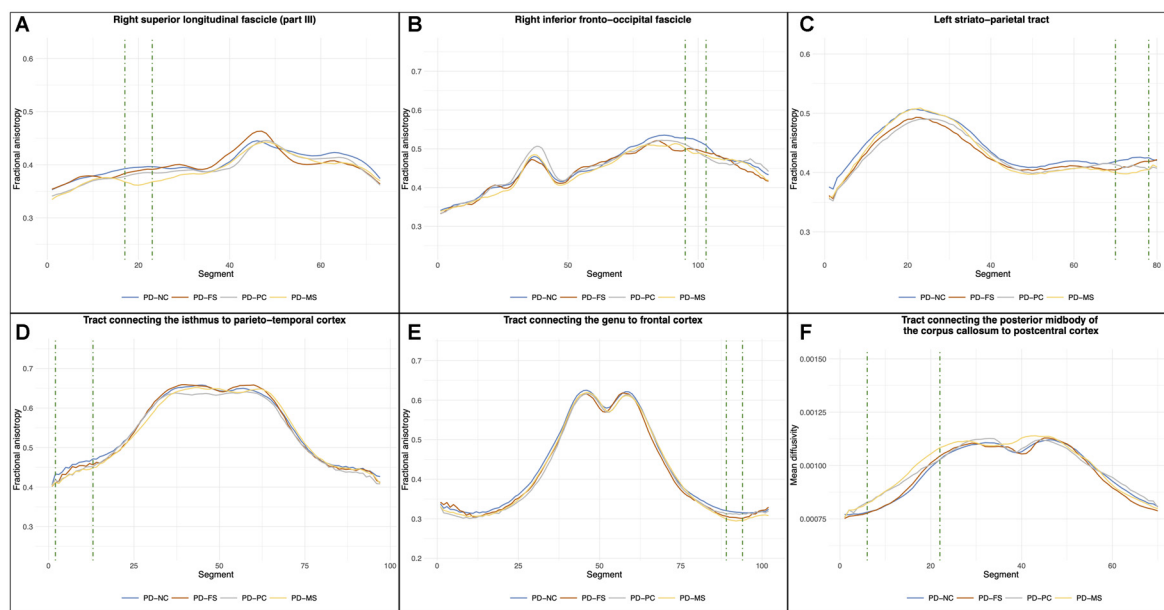 A
Right superior longitudinal fascicle (part III)
Fractional anisotropy
0.6
0.5
0.4
0.3
0
20
40
60
Segment
PD−NC PD−FS PD−PC PD−MS
B
Right inferior fronto−occipital fascicle
Fractional anisotropy
0.7
0.6
0.5
0.4
0.3
0
50
100
Segment
PD−NC PD−FS PD−PC PD−MS
C
Left striato−parietal tract
Fractional anisotropy
0.6
0.5
0.4
0.3
0
20
40
60
80
Segment
PD−NC PD−FS PD−PC PD−MS
D
Tract connecting the isthmus to parieto−temporal cortex
Fractional anisotropy
0.7
0.6
0.5
0.4
0.3
0
25
50
75
100
Segment
PD−NC PD−FS PD−PC PD−MS
E
Tract connecting the genu to frontal cortex
Fractional anisotropy
0.7
0.6
0.5
0.4
0.3
0.2
0
25
50
75
100
Segment
PD−NC PD−FS PD−PC PD−MS
F
Tract connecting the posterior midbody of
the corpus callosum to postcentral cortex
Mean diffusivity
0.00150
0.00125
0.00100
0.00075
0
20
40
60
Segment
PD−NC PD−FS PD−PC PD−MS